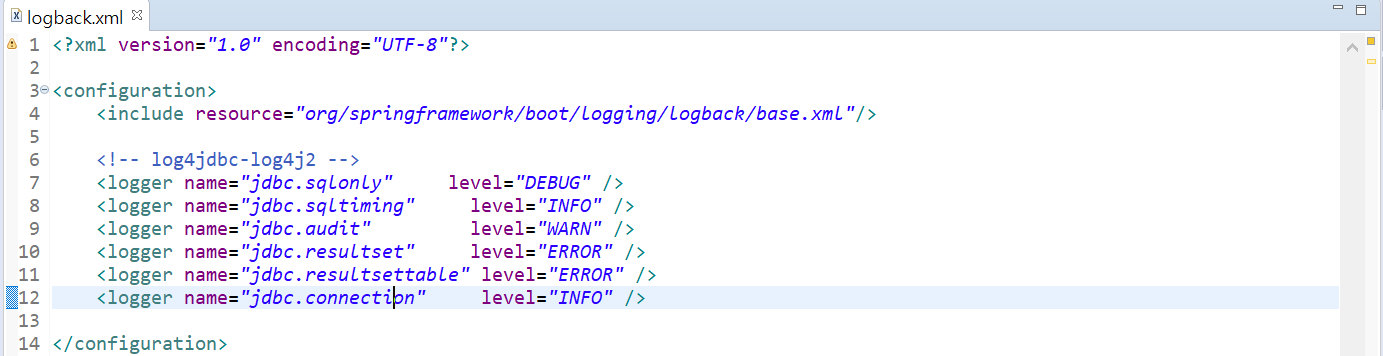 logback.xml
1 <?xml version="1.0" encoding="UTF-8"?>
2
3 <configuration>
4     <include resource="org/springframework/boot/logging/logback/base.xml"/>
5
6     <!-- log4jdbc-log4j2 -->
7     <logger name="jdbc.sqlonly"     level="DEBUG" />
8     <logger name="jdbc.sqltiming"     level="INFO" />
9     <logger name="jdbc.audit"         level="WARN" />
10     <logger name="jdbc.resultset"     level="ERROR" />
11     <logger name="jdbc.resultsettable" level="ERROR" />
12     <logger name="jdbc.connection"     level="INFO" />
13
14 </configuration>